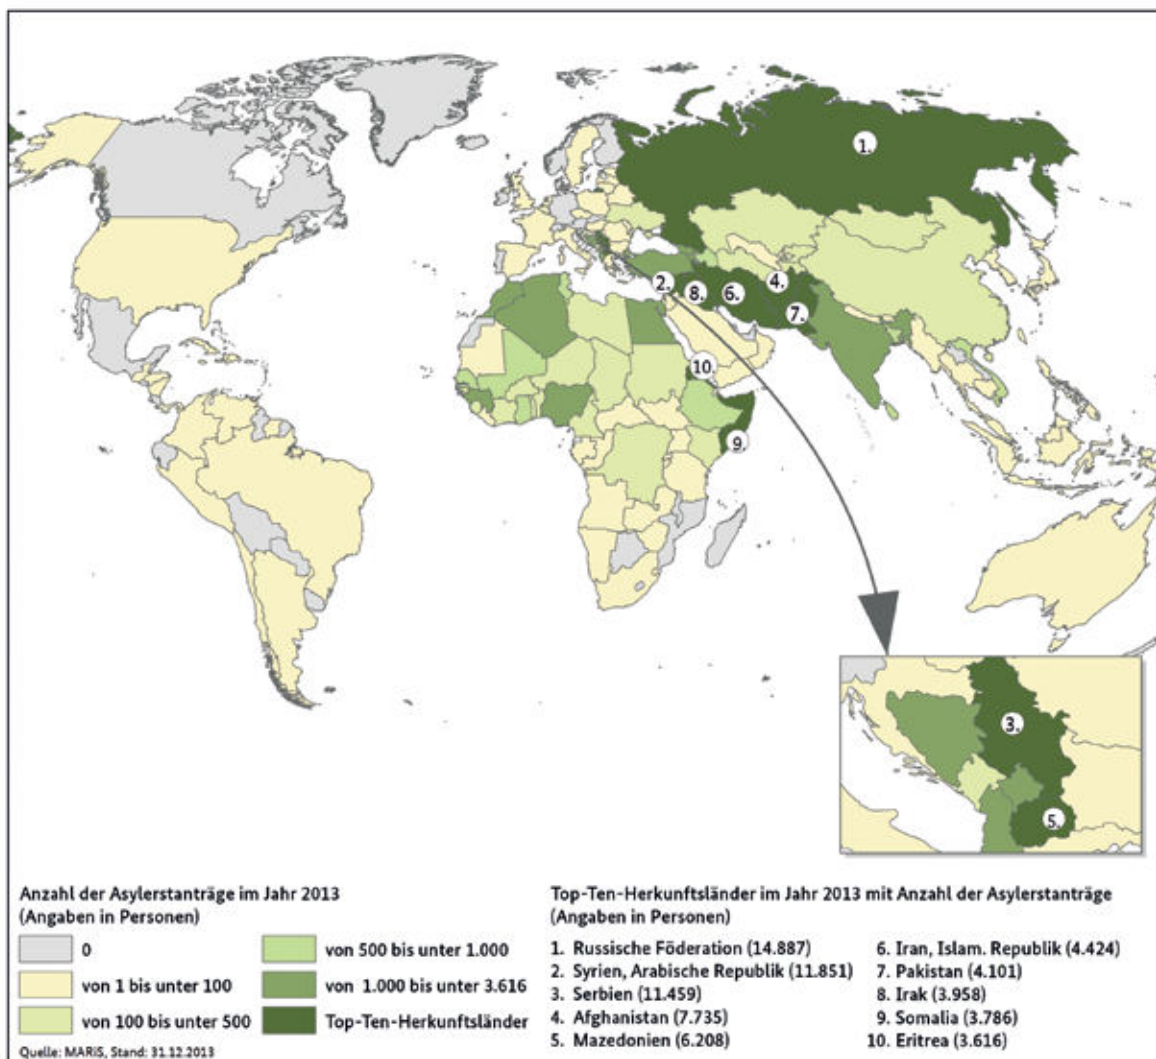 1.
2.
4.
8.
6.
7.
10.
9.
3.
5.
Anzahl der Asylerstanträge im Jahr 2013
(Angaben in Personen)
0
von 1 bis unter 100
von 100 bis unter 500
von 500 bis unter 1.000
von 1.000 bis unter 3.616
Top-Ten-Herkunftsländer
Quelle: MARiS, Stand: 31.12.2013
Top-Ten-Herkunftsländer im Jahr 2013 mit Anzahl der Asylerstanträge
(Angaben in Personen)
1. Russische Föderation (14.887)
2. Syrien, Arabische Republik (11.851)
3. Serbien (11.459)
4. Afghanistan (7.735)
5. Mazedonien (6.208)
6. Iran, Islam. Republik (4.424)
7. Pakistan (4.101)
8. Irak (3.958)
9. Somalia (3.786)
10. Eritrea (3.616)